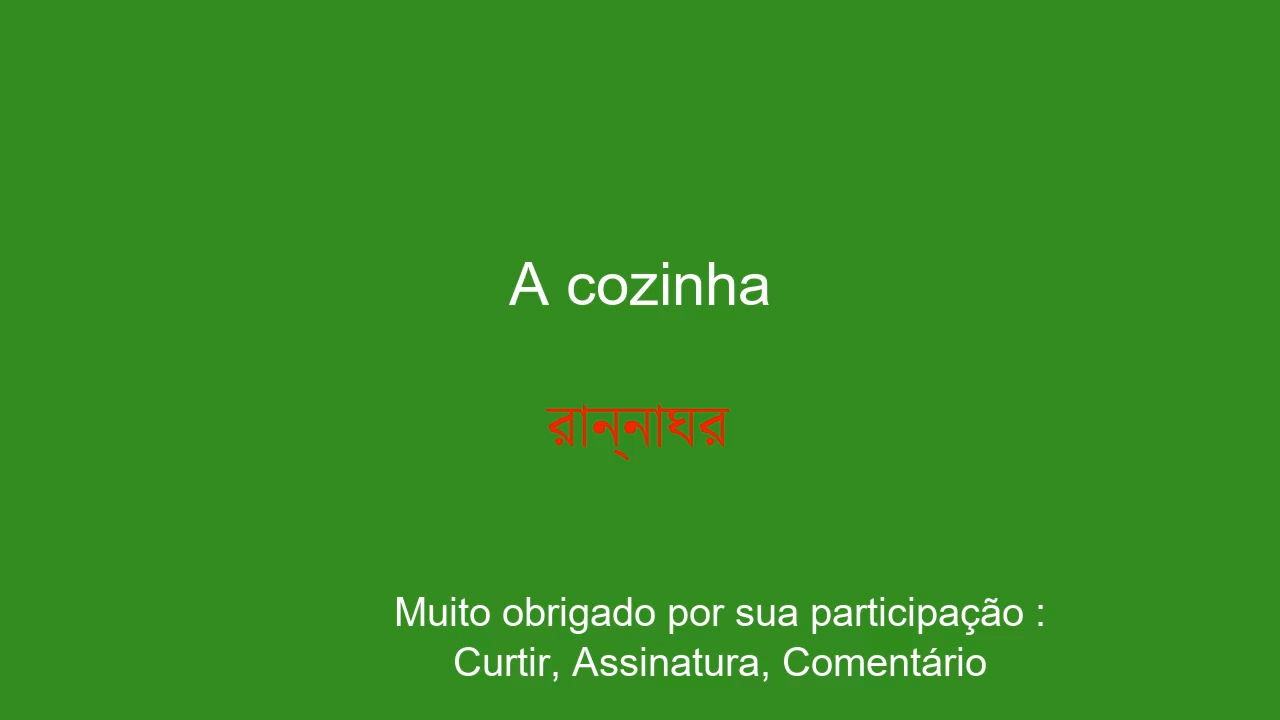 A cozinha
রান্নাঘর
Muito obrigado por sua participação :
Curtir, Assinatura, Comentário